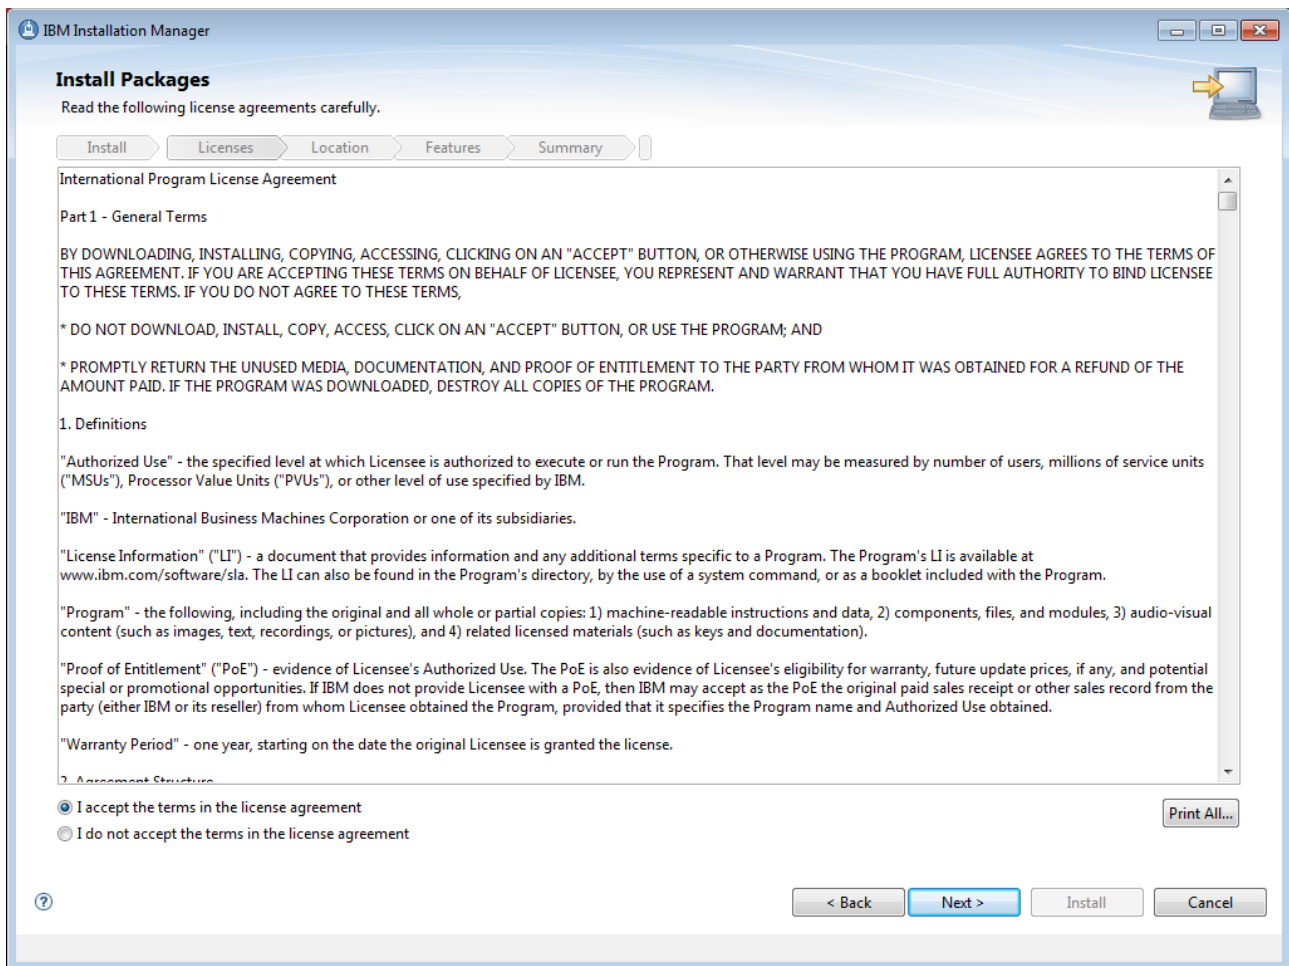 IBM Installation Manager
Install Packages
Read the following license agreements carefully.
Install Licenses Location Features Summary
International Program License Agreement
Part 1 - General Terms
BY DOWNLOADING, INSTALLING, COPYING, ACCESSING, CLICKING ON AN "ACCEPT" BUTTON, OR OTHERWISE USING THE PROGRAM, LICENSEE AGREES TO THE TERMS OF
THIS AGREEMENT. IF YOU ARE ACCEPTING THESE TERMS ON BEHALF OF LICENSEE, YOU REPRESENT AND WARRANT THAT YOU HAVE FULL AUTHORITY TO BIND LICENSEE
TO THESE TERMS. IF YOU DO NOT AGREE TO THESE TERMS,
* DO NOT DOWNLOAD, INSTALL, COPY, ACCESS, CLICK ON AN "ACCEPT" BUTTON, OR USE THE PROGRAM; AND
* PROMPTLY RETURN THE UNUSED MEDIA, DOCUMENTATION, AND PROOF OF ENTITLEMENT TO THE PARTY FROM WHOM IT WAS OBTAINED FOR A REFUND OF THE
AMOUNT PAID. IF THE PROGRAM WAS DOWNLOADED, DESTROY ALL COPIES OF THE PROGRAM.
1. Definitions
"Authorized Use" - the specified level at which Licensee is authorized to execute or run the Program. That level may be measured by number of users, millions of service units
("MSUs"), Processor Value Units ("PVUs"), or other level of use specified by IBM.
"IBM" - International Business Machines Corporation or one of its subsidiaries.
"License Information" ("LI") - a document that provides information and any additional terms specific to a Program. The Program's LI is available at
www.ibm.com/software/sla. The LI can also be found in the Program's directory, by the use of a system command, or as a booklet included with the Program.
"Program" - the following, including the original and all whole or partial copies: 1) machine-readable instructions and data, 2) components, files, and modules, 3) audio-visual
content (such as images, text, recordings, or pictures), and 4) related licensed materials (such as keys and documentation).
"Proof of Entitlement" ("PoE") - evidence of Licensee's Authorized Use. The PoE is also evidence of Licensee's eligibility for warranty, future update prices, if any, and potential
special or promotional opportunities. If IBM does not provide Licensee with a PoE, then IBM may accept as the PoE the original paid sales receipt or other sales record from the
party (either IBM or its reseller) from whom Licensee obtained the Program, provided that it specifies the Program name and Authorized Use obtained.
"Warranty Period" - one year, starting on the date the original Licensee is granted the license.
2. Agreement Structure
I accept the terms in the license agreement
Print All...
I do not accept the terms in the license agreement
? < Back Next > Install Cancel